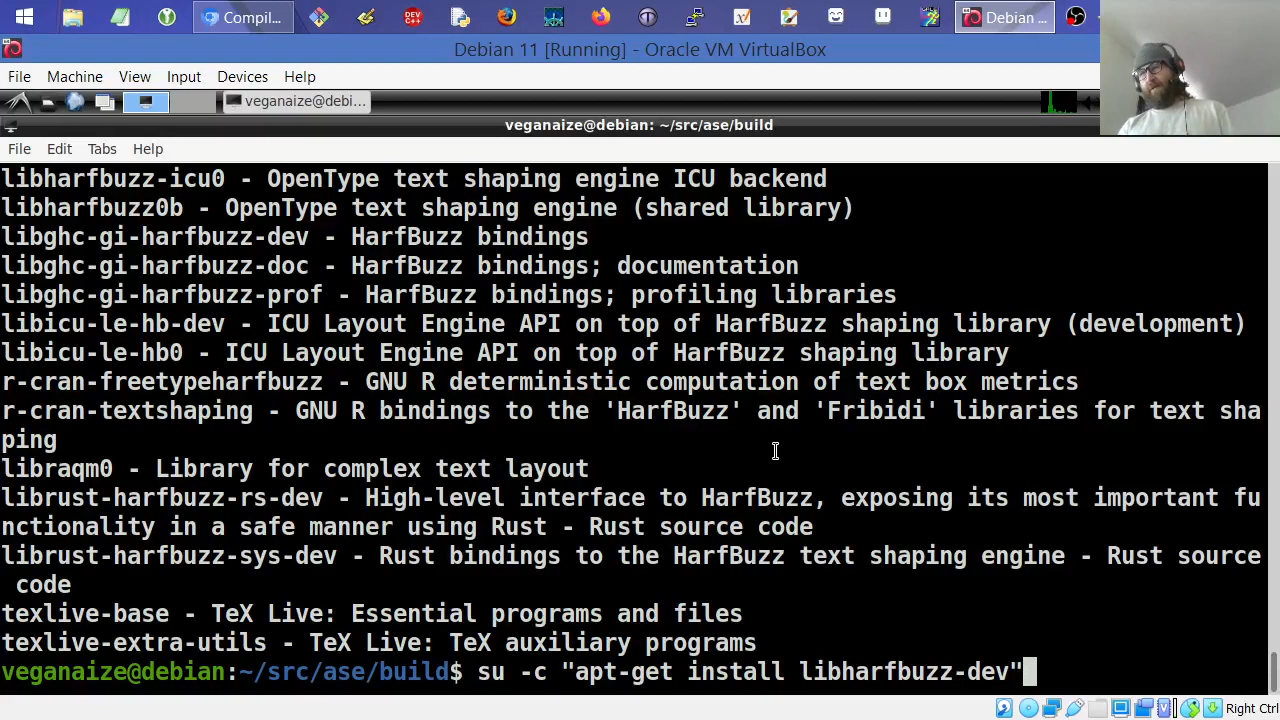 Compil...
DEV
C++
Debian ...
Debian 11 [Running] - Oracle VM VirtualBox
File Machine View Input Devices Help
veganaize@debi...
veganaize@debian: ~/src/ase/build
File Edit Tabs Help
libharfbuzz-icu0 - OpenType text shaping engine ICU backend
libharfbuzz0b - OpenType text shaping engine (shared library)
libghc-gi-harfbuzz-dev - HarfBuzz bindings
libghc-gi-harfbuzz-doc - HarfBuzz bindings; documentation
libghc-gi-harfbuzz-prof - HarfBuzz bindings; profiling libraries
libicu-le-hb-dev - ICU Layout Engine API on top of HarfBuzz shaping library (development)
libicu-le-hb0 - ICU Layout Engine API on top of HarfBuzz shaping library
r-cran-freetypeharfbuzz - GNU R deterministic computation of text box metrics
r-cran-textshaping - GNU R bindings to the 'HarfBuzz' and 'Fribidi' libraries for text sha
ping
libraqm0 - Library for complex text layout
librust-harfbuzz-rs-dev - High-level interface to HarfBuzz, exposing its most important fu
nctionality in a safe manner using Rust - Rust source code
librust-harfbuzz-sys-dev - Rust bindings to the HarfBuzz text shaping engine - Rust source
 code
texlive-base - TeX Live: Essential programs and files
texlive-extra-utils - TeX Live: TeX auxiliary programs
veganaize@debian:~/src/ase/build$ su -c "apt-get install libharfbuzz-dev"
Right Ctrl